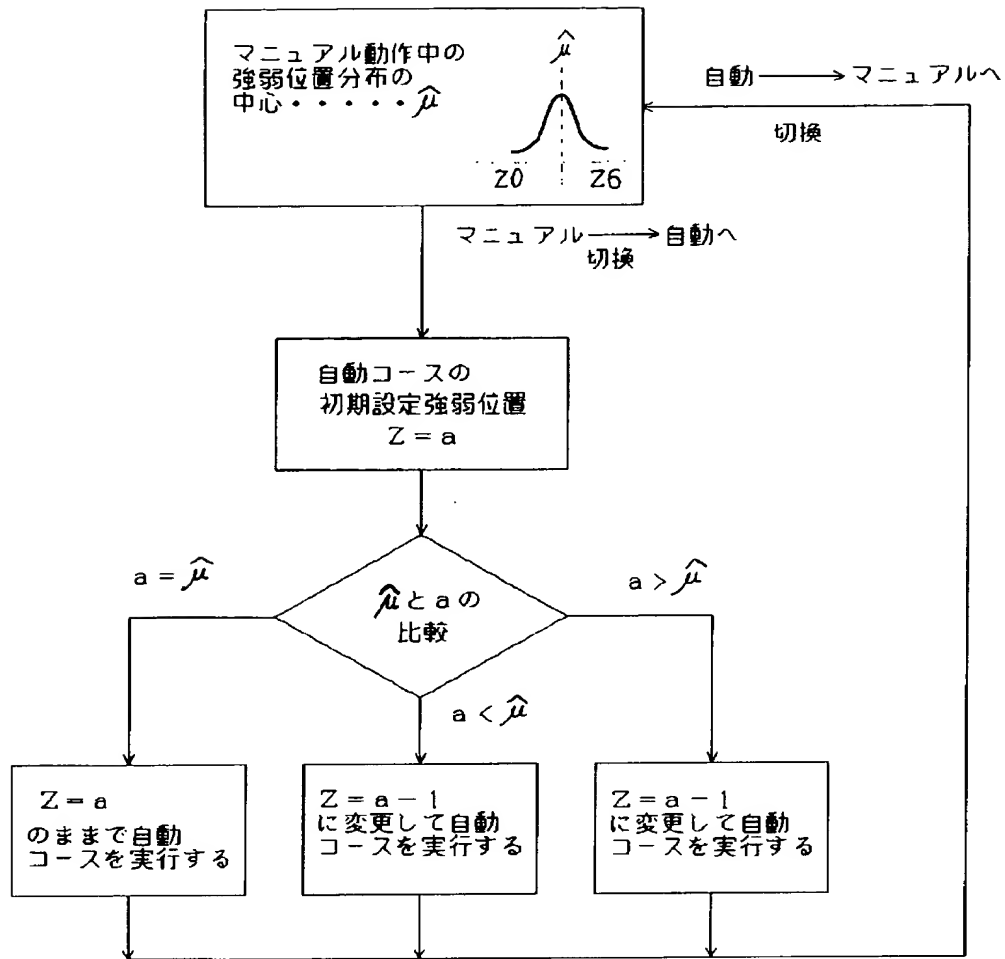 マニュアル動作中の
強弱位置分布の
中心・・・・・μ̂
μ̂
Z0 Z6
自動→マニュアルへ
切換
マニュアル→自動へ
切換
自動コースの
初期設定強弱位置
Z=a
a=μ̂
μ̂とaの
比較
a>μ̂
a<μ̂
Z=a
のままで自動
コースを実行する
Z=a-1
に変更して自動
コースを実行する
Z=a-1
に変更して自動
コースを実行する